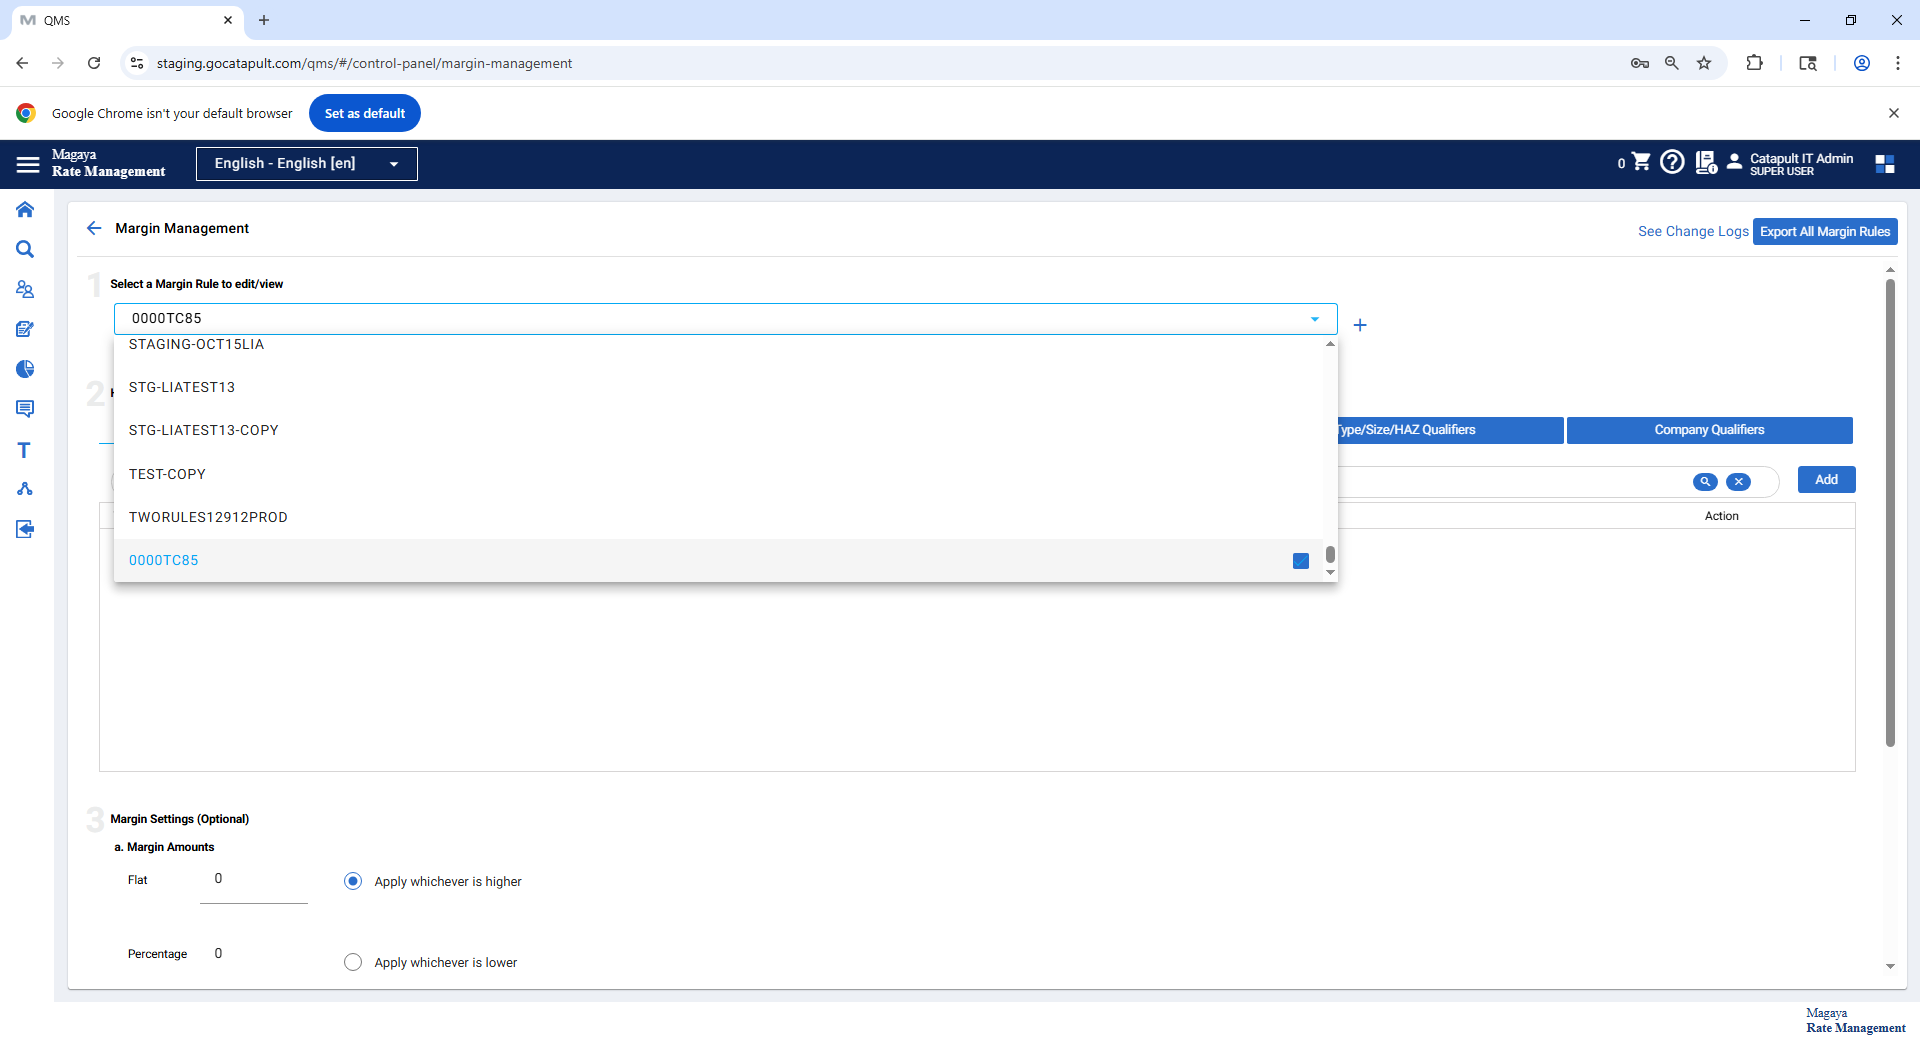 QMS
staging.gocatapult.com/qms/#/control-panel/margin-management
Google Chrome isn't your default browser
Set as default
Magaya
Rate Management
English - English [en]
0
Catapult IT Admin
SUPER USER
Margin Management
See Change Logs
Export All Margin Rules
1
Select a Margin Rule to edit/view
0000TC85
STAGING-OCT15LIA
STG-LIATEST13
2
STG-LIATEST13-COPY
Type/Size/HAZ Qualifiers
Company Qualifiers
TEST-COPY
Add
TWORULES12912PROD
Action
0000TC85
3
Margin Settings (Optional)
a. Margin Amounts
Flat
0
Apply whichever is higher
Percentage
0
Apply whichever is lower
Magaya
Rate Management